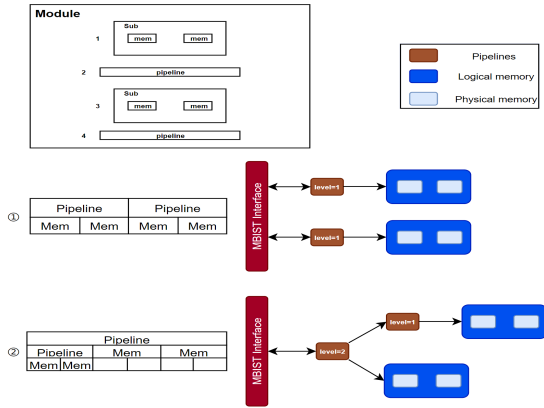 Module
Sub
1
mem
mem
2
pipeline
Sub
3
mem
mem
4
pipeline
Pipelines
Logical memory
Physical memory
①
Pipeline Pipeline
Mem Mem Mem Mem
MBIST Interface
level=1
level=1
②
Pipeline
Pipeline Mem Mem
Mem Mem
MBIST Interface
level=2
level=1